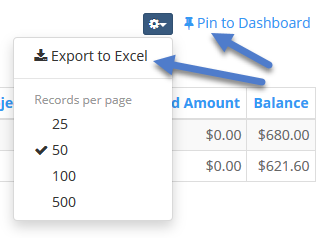 Pin to Dashboard
Export to Excel
Records per page
25
50
100
500
d Amount Balance
$0.00 $680.00
$0.00 $621.60